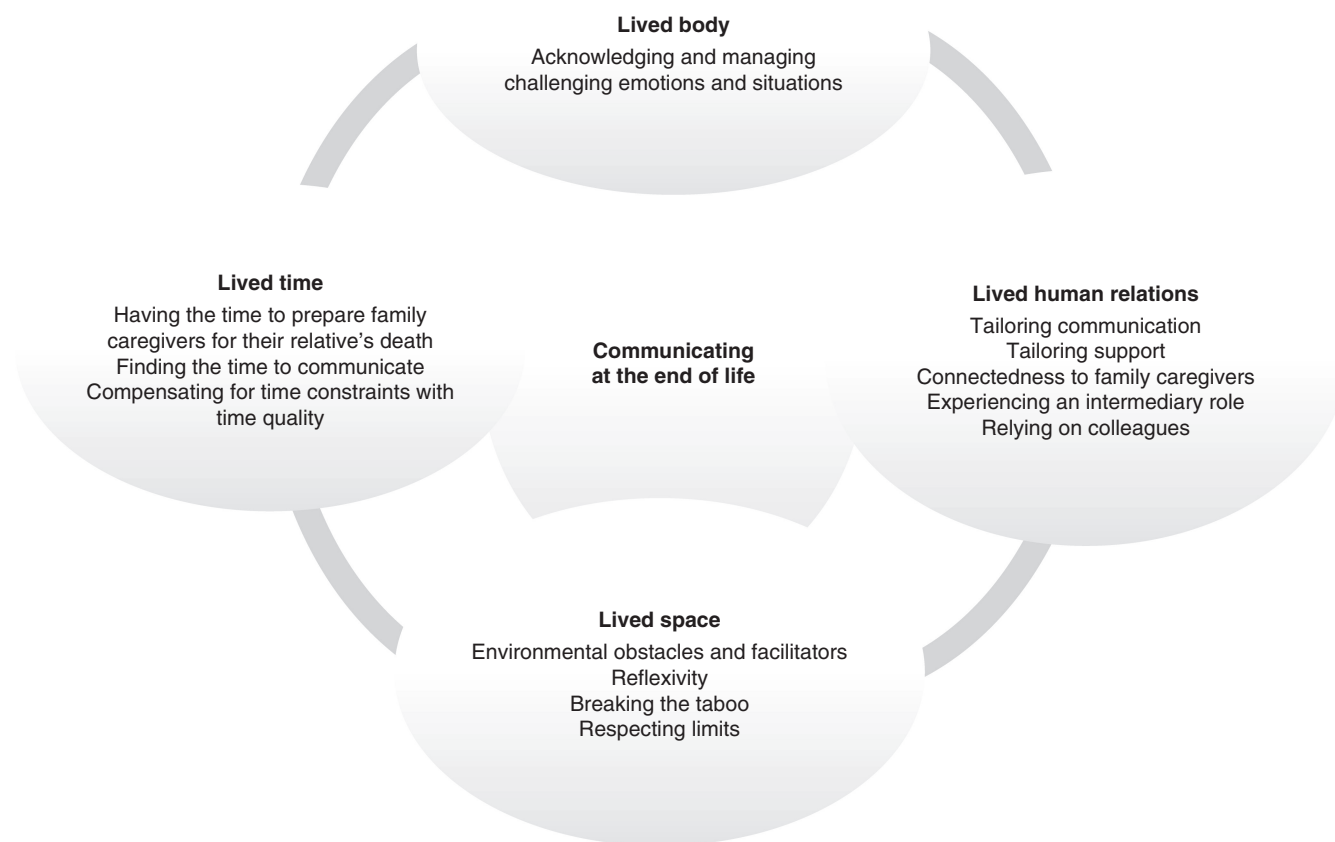 Lived body
Acknowledging and managing
challenging emotions and situations
Lived time
Having the time to prepare family
caregivers for their relative's death
Finding the time to communicate
Compensating for time constraints with
time quality
Communicating
at the end of life
Lived human relations
Tailoring communication
Tailoring support
Connectedness to family caregivers
Experiencing an intermediary role
Relying on colleagues
Lived space
Environmental obstacles and facilitators
Reflexivity
Breaking the taboo
Respecting limits